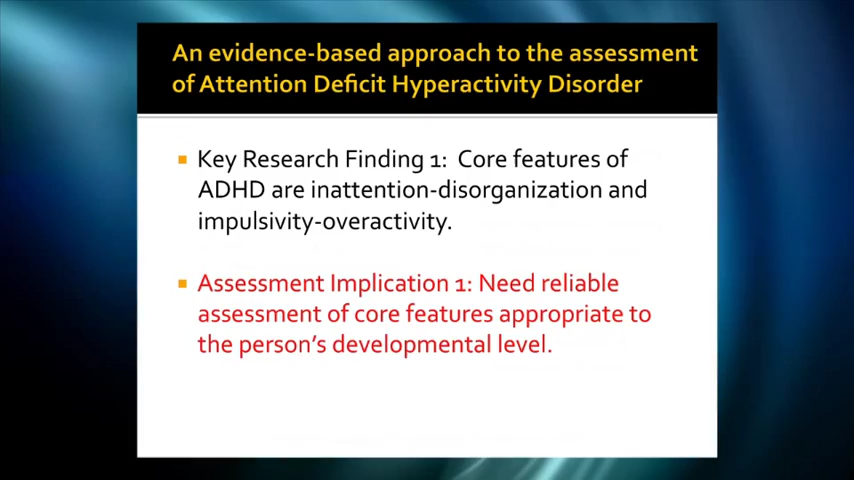 An evidence-based approach to the assessment
of Attention Deficit Hyperactivity Disorder
Key Research Finding 1: Core features of
ADHD are inattention-disorganization and
impulsivity-overactivity.
Assessment Implication 1: Need reliable
assessment of core features appropriate to
the person’s developmental level.